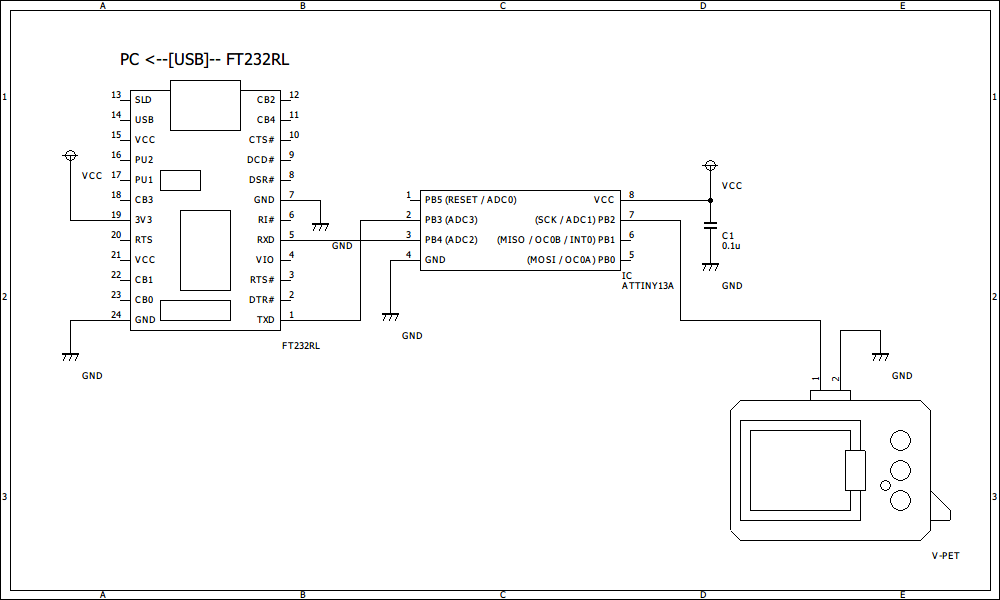 A B C D E
1 1
2 2
3 3
PC <--[USB]-- FT232RL
13 SLD CB2 12
14 USB CB4 11
15 VCC CTS# 10
16 PU2 DCD# 9
17 PU1 DSR# 8
18 CB3 GND 7
19 3V3 RI# 6
20 RTS RXD 5
21 VCC VIO 4
22 CB1 RTS# 3
23 CB0 DTR# 2
24 GND TXD 1
FT232RL
VCC
GND
GND
1 PB5 (RESET / ADC0) VCC 8
2 PB3 (ADC3) (SCK / ADC1) PB2 7
3 PB4 (ADC2) (MISO / OC0B / INT0) PB1 6
4 GND (MOSI / OC0A) PB0 5
IC
ATTINY13A
GND
VCC
C1
0.1u
GND
1 2
GND
V-PET
A B C D E